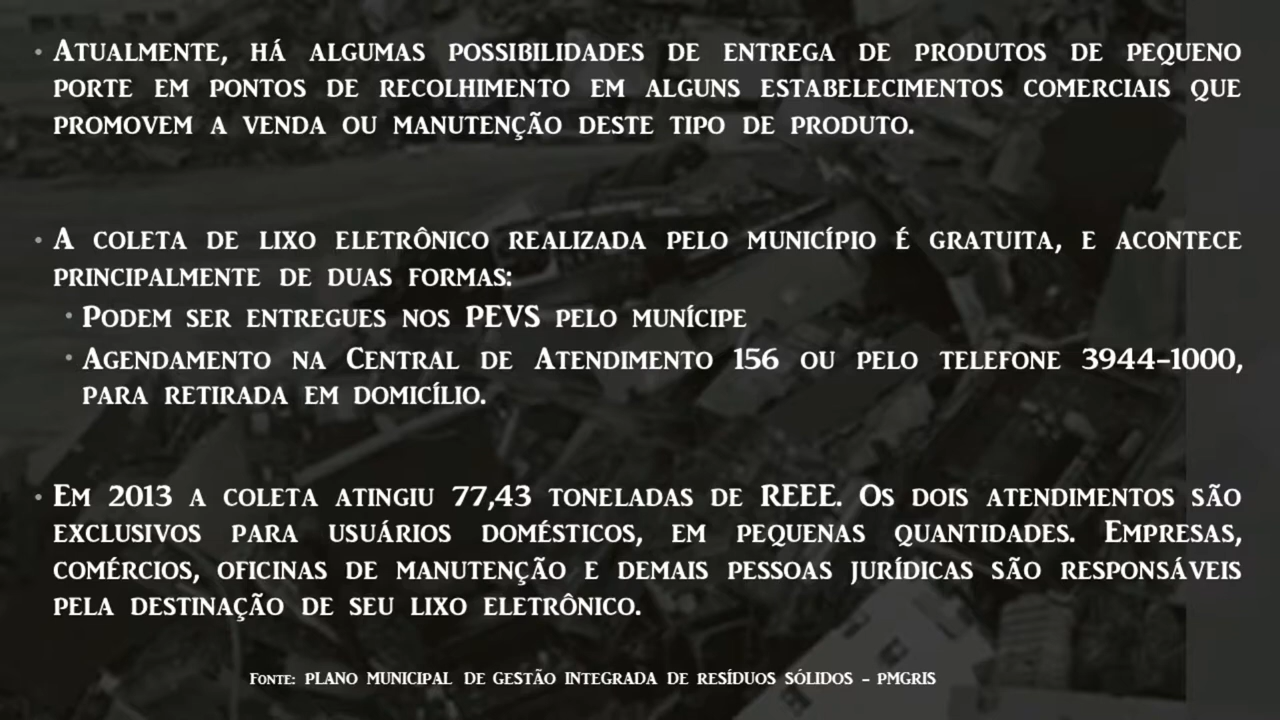 • Atualmente, há algumas possibilidades de entrega de produtos de pequeno
porte em pontos de recolhimento em alguns estabelecimentos comerciais que
promovem a venda ou manutenção deste tipo de produto.
• A coleta de lixo eletrônico realizada pelo município é gratuita, e acontece
principalmente de duas formas:
• Podem ser entregues nos PEVS pelo munícipe
• Agendamento na Central de Atendimento 156 ou pelo telefone 3944-1000,
para retirada em domicílio.
• Em 2013 a coleta atingiu 77,43 toneladas de REEE. Os dois atendimentos são
exclusivos para usuários domésticos, em pequenas quantidades. Empresas,
comércios, oficinas de manutenção e demais pessoas jurídicas são responsáveis
pela destinação de seu lixo eletrônico.
Fonte: PLANO MUNICIPAL DE GESTÃO INTEGRADA DE RESÍDUOS SÓLIDOS - PMGRIS